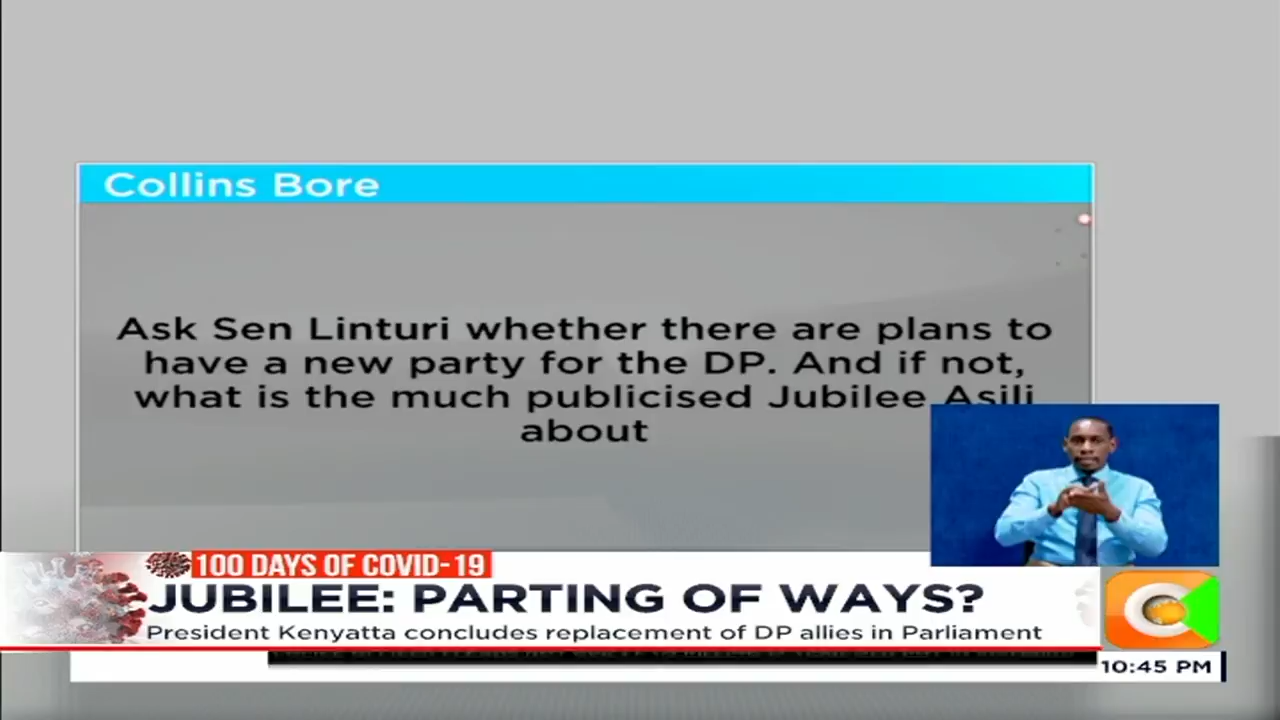 Collins Bore
Ask Sen Linturi whether there are plans to
have a new party for the DP. And if not,
what is the much publicised Jubilee Asili
about
100 DAYS OF COVID-19
JUBILEE: PARTING OF WAYS?
President Kenyatta concludes replacement of DP allies in Parliament
10:45 PM